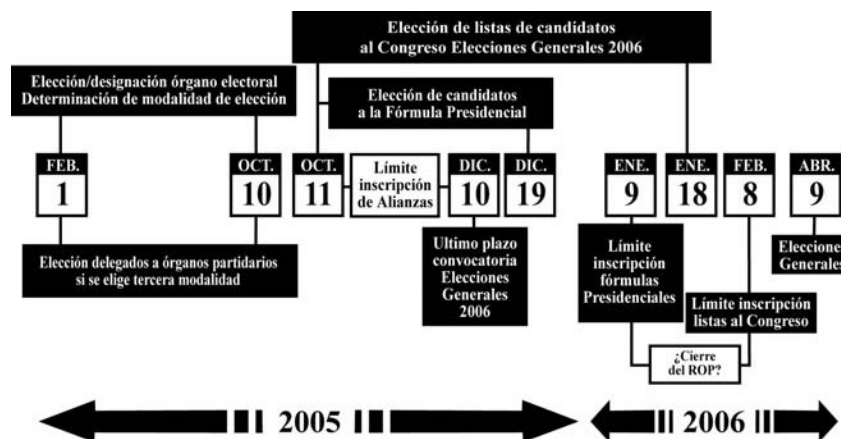 Elección de listas de candidatos
al Congreso Elecciones Generales 2006
Elección/designación órgano electoral
Determinación de modalidad de elección
Elección de candidatos
a la Fórmula Presidencial
FEB.
1
OCT.
10
OCT.
11
Límite
inscripción
de Alianzas
DIC.
10
DIC.
19
ENE.
9
ENE.
18
FEB.
8
ABR.
9
Elección delegados a órganos partidarios
si se elige tercera modalidad
Ultimo plazo
convocatoria
Elecciones
Generales
2006
Límite
inscripción
fórmulas
Presidenciales
Elecciones
Generales
Límite inscripción
listas al Congreso
¿Cierre
del ROP?
2005
2006